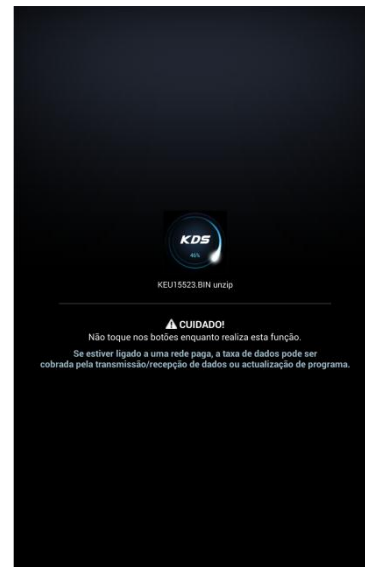 KDS
46%
KEU15523.BIN unzip
CUIDADO!
Não toque nos botões enquanto realiza esta função.
Se estiver ligado a uma rede paga, a taxa de dados pode ser
cobrada pela transmissão/recepção de dados ou actualização de programa.